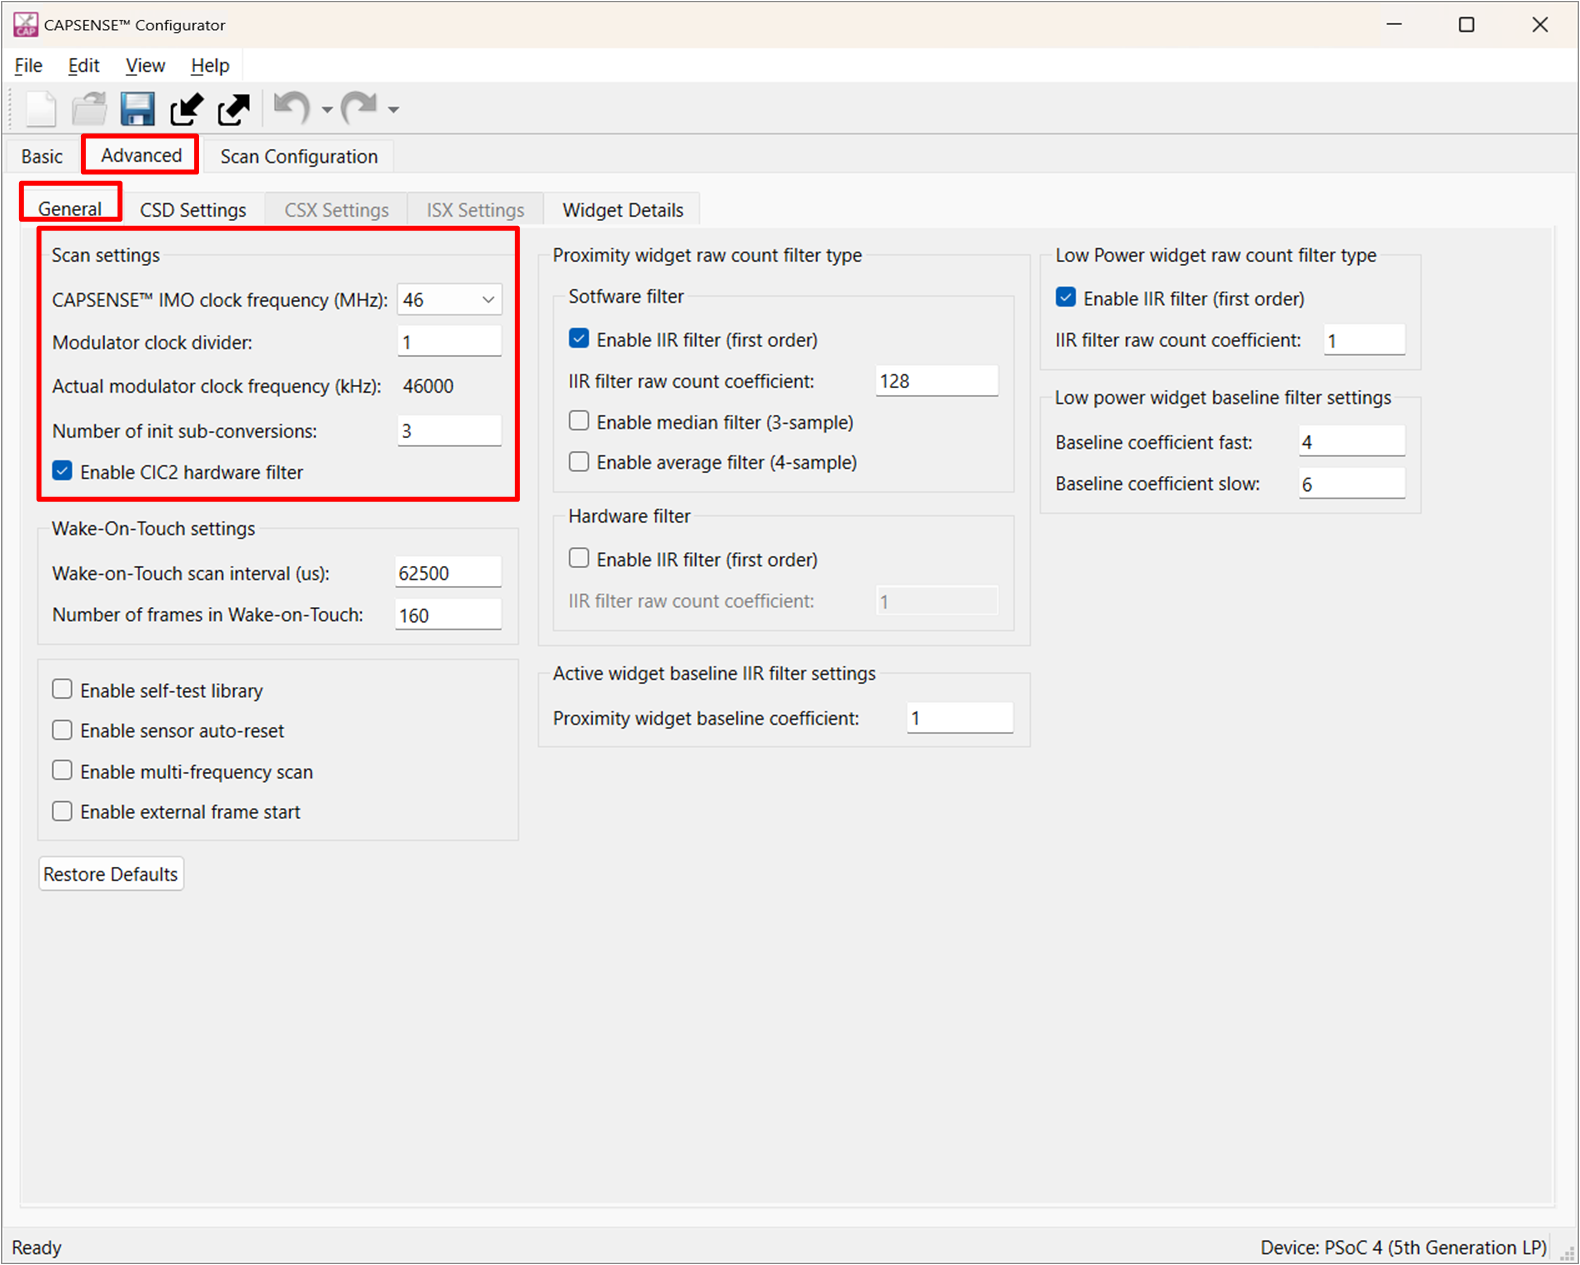 CAPSENSE™ Configurator
File Edit View Help
Basic Advanced Scan Configuration
General CSD Settings CSX Settings ISX Settings Widget Details
Scan settings
CAPSENSE™ IMO clock frequency (MHz): 46
Modulator clock divider: 1
Actual modulator clock frequency (kHz): 46000
Number of init sub-conversions: 3
Enable CIC2 hardware filter
Wake-On-Touch settings
Wake-on-Touch scan interval (us): 62500
Number of frames in Wake-on-Touch: 160
Enable self-test library
Enable sensor auto-reset
Enable multi-frequency scan
Enable external frame start
Restore Defaults
Proximity widget raw count filter type
Sotfware filter
Enable IIR filter (first order)
IIR filter raw count coefficient: 128
Enable median filter (3-sample)
Enable average filter (4-sample)
Hardware filter
Enable IIR filter (first order)
IIR filter raw count coefficient: 1
Active widget baseline IIR filter settings
Proximity widget baseline coefficient: 1
Low Power widget raw count filter type
Enable IIR filter (first order)
IIR filter raw count coefficient: 1
Low power widget baseline filter settings
Baseline coefficient fast: 4
Baseline coefficient slow: 6
Ready
Device: PSoC 4 (5th Generation LP)